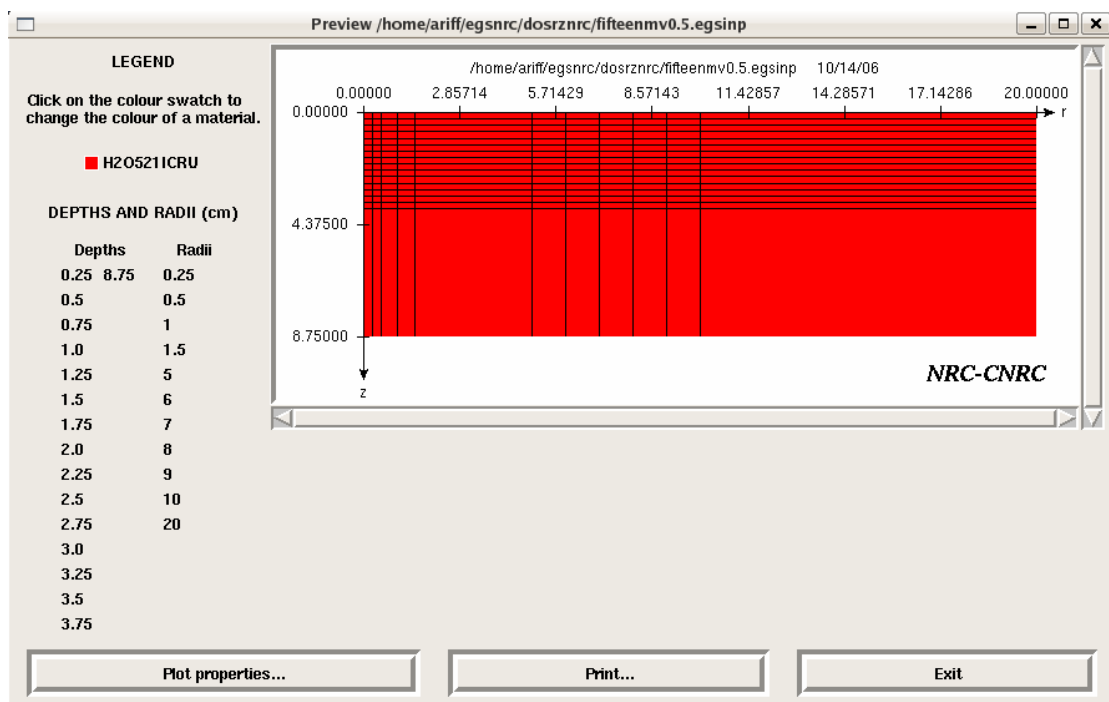 Preview /home/ariff/egsnrc/dosrznrc/fifteenmv0.5.egsinp
LEGEND
Click on the colour swatch to
change the colour of a material.
H2O521ICRU
DEPTHS AND RADII (cm)
Depths Radii
0.25 8.75 0.25
0.5 0.5
0.75 1
1.0 1.5
1.25 5
1.5 6
1.75 7
2.0 8
2.25 9
2.5 10
2.75 20
3.0
3.25
3.5
3.75
/home/ariff/egsnrc/dosrznrc/fifteenmv0.5.egsinp 10/14/06
0.00000 2.85714 5.71429 8.57143 11.42857 14.28571 17.14286 20.00000
0.00000 r
4.37500
8.75000
z
NRC-CNRC
Plot properties... Print... Exit